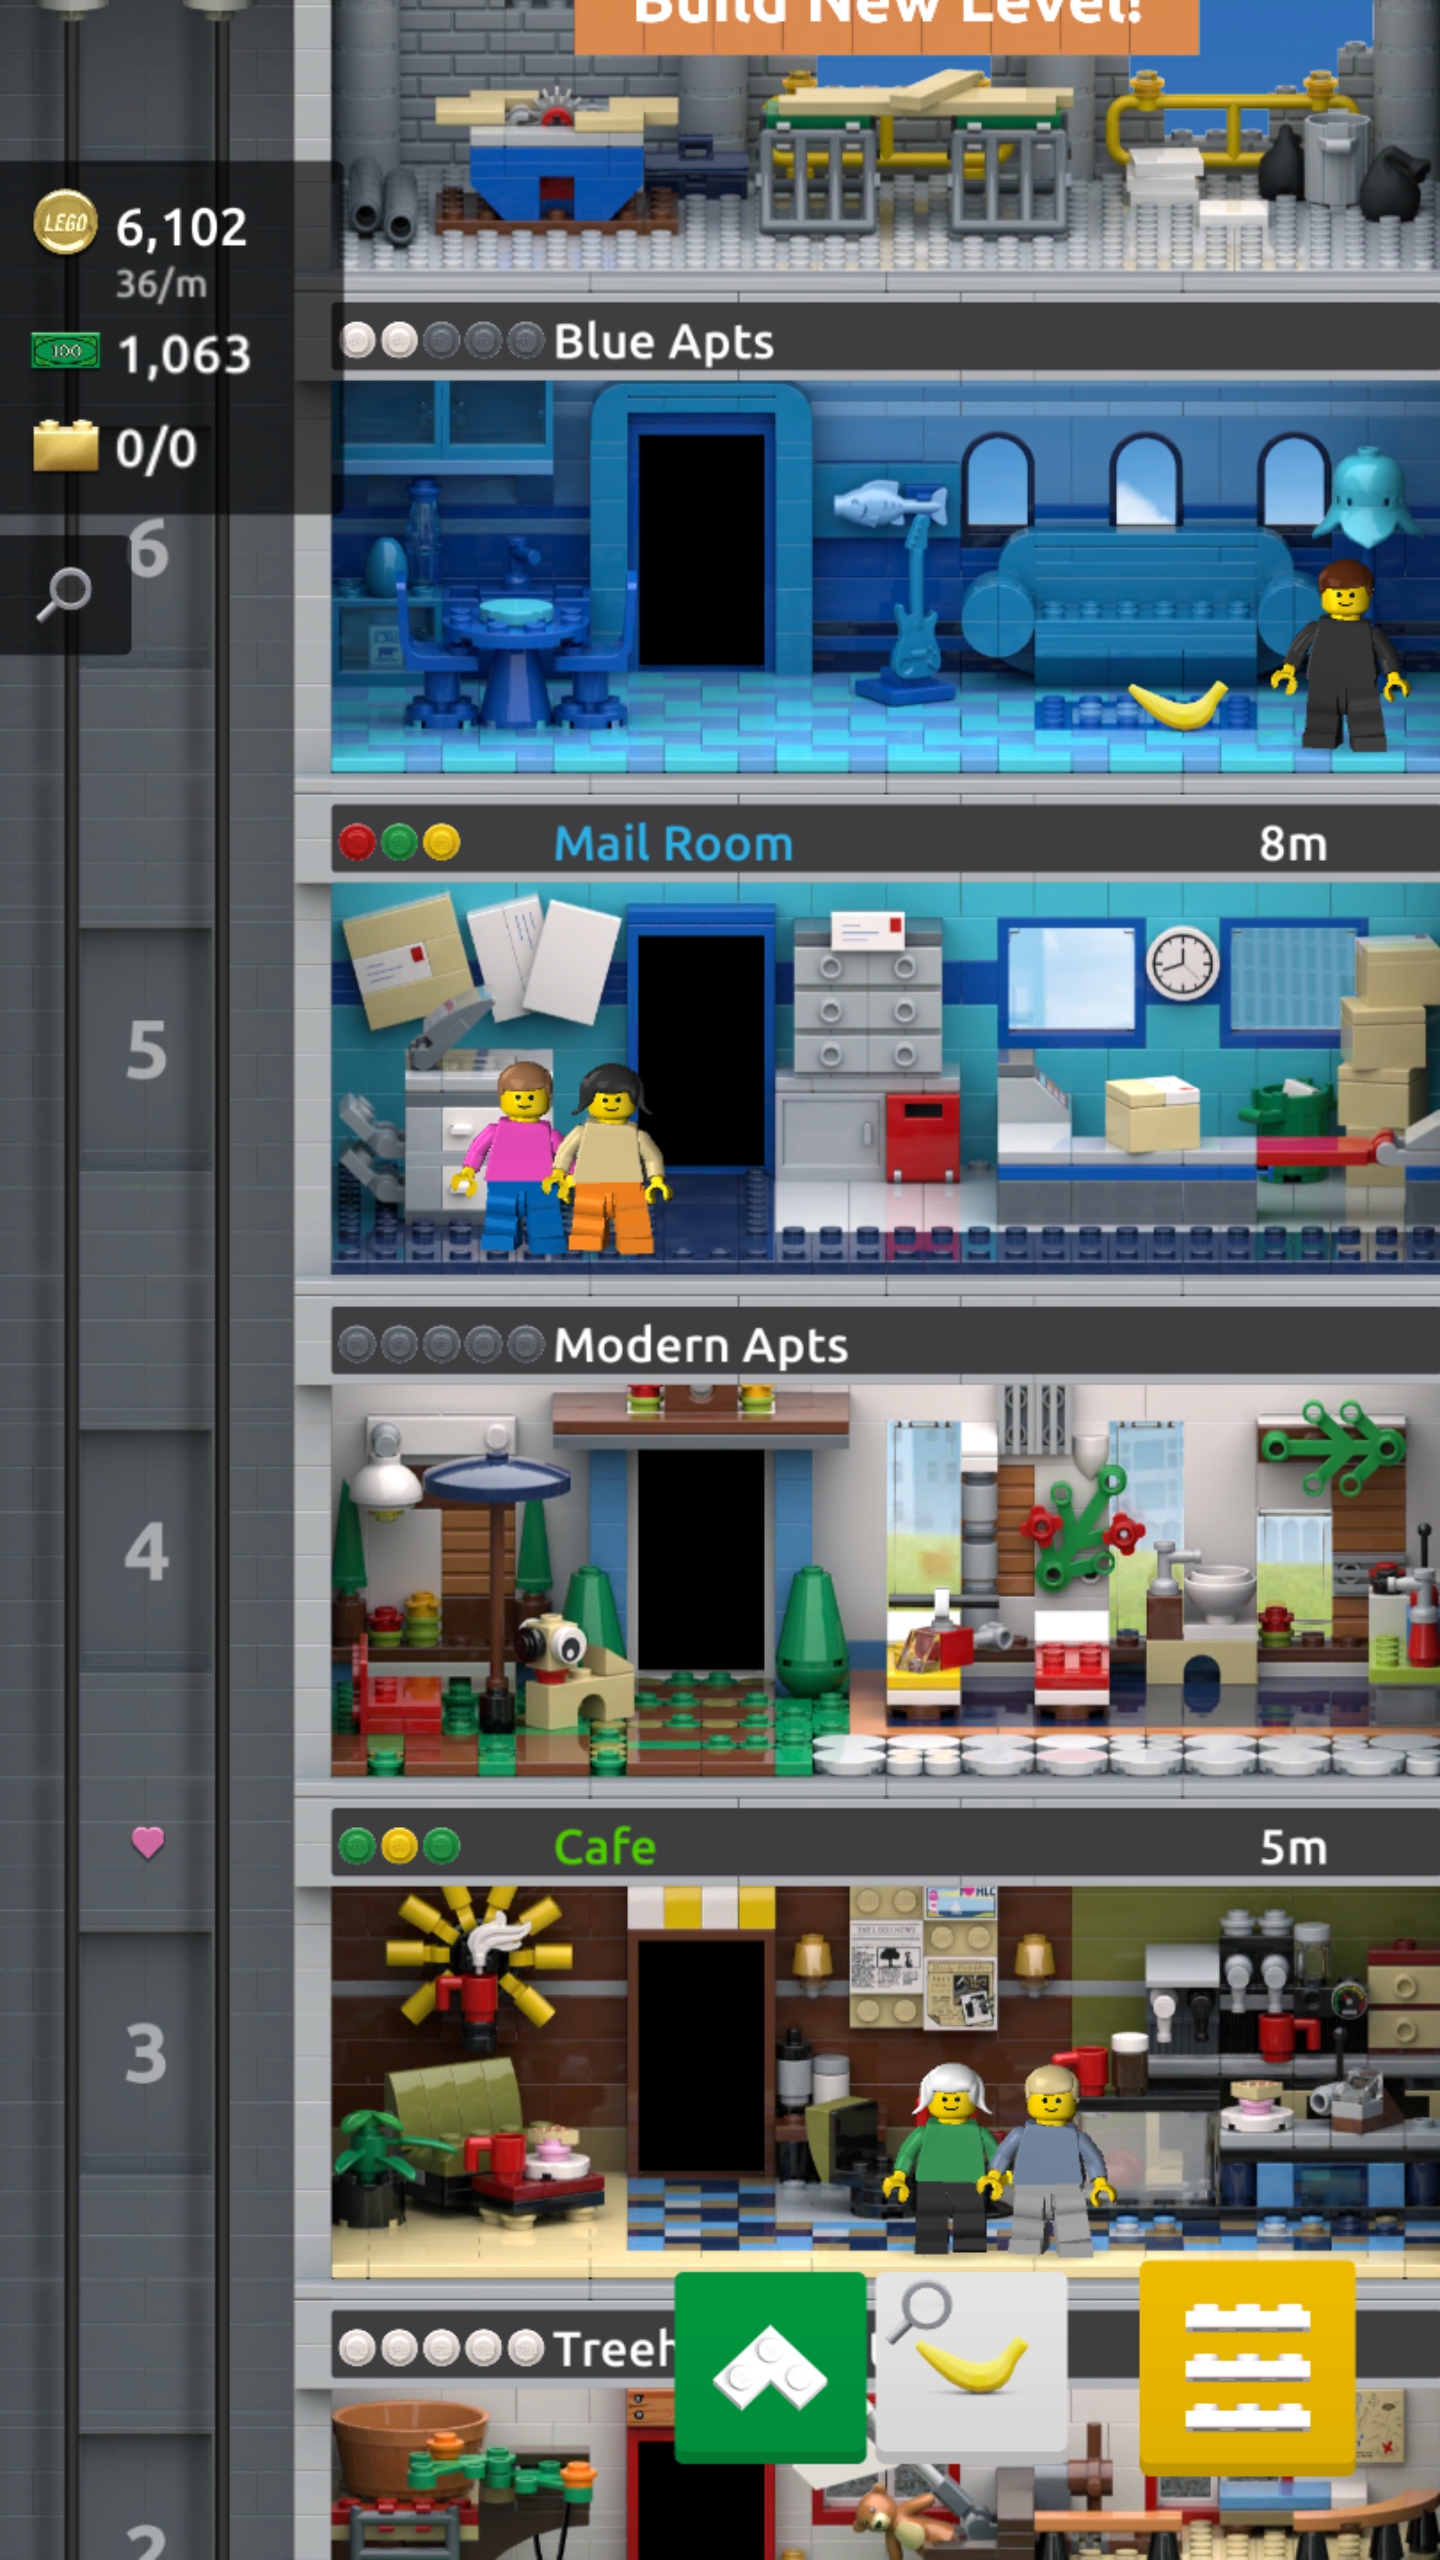 Build New Level!
LEGO 6,102
36/m
100 1,063
0/0
6
Blue Apts
Mail Room 8m
5
Modern Apts
4
Cafe 5m
3
Treeh
2